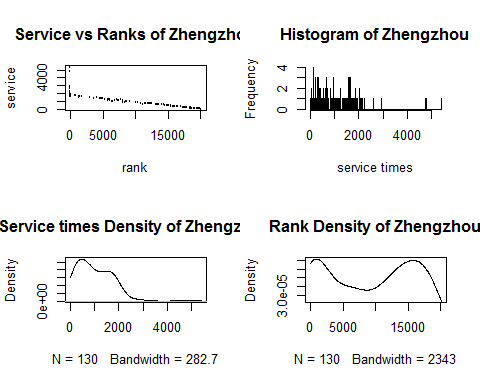 Service vs Ranks of Zhengzho
service
0 4000
0 5000 15000
rank
Histogram of Zhengzhou
Frequency
0 2 4
0 2000 4000
service times
Service times Density of Zhengz
Density
0e+00
0 2000 4000
N = 130 Bandwidth = 282.7
Rank Density of Zhengzhou
Density
3.0e-05
0 5000 15000
N = 130 Bandwidth = 2343